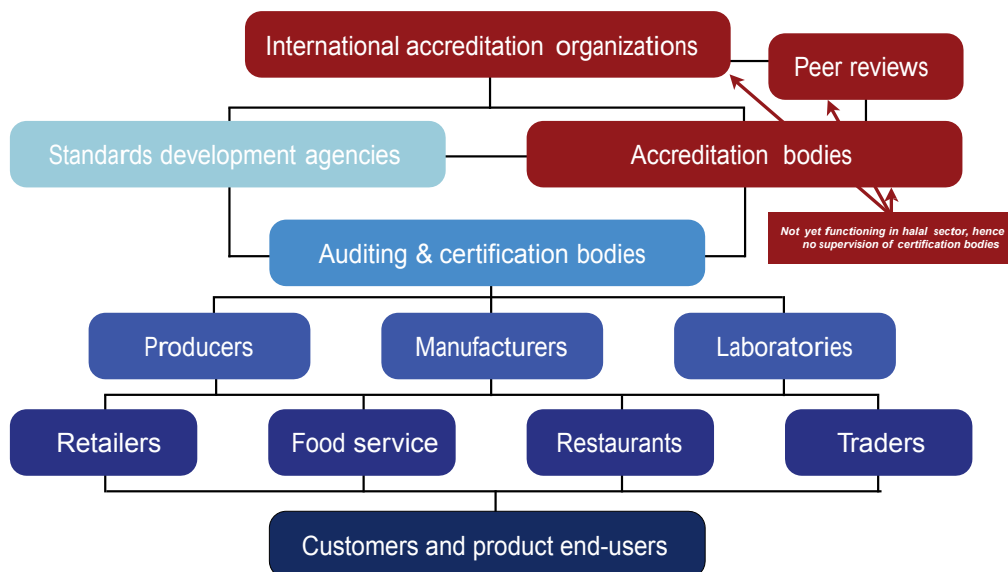 International accreditation organizations
Peer reviews
Standards development agencies
Accreditation bodies
Not yet functioning in halal sector, hence
no supervision of certification bodies
Auditing & certification bodies
Producers
Manufacturers
Laboratories
Retailers
Food service
Restaurants
Traders
Customers and product end-users